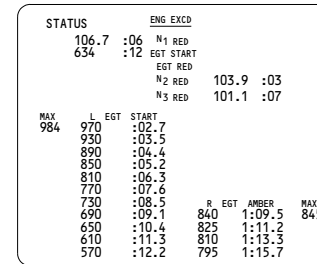 STATUS ENG EXCD
106.7 :06 N1 RED
634 :12 EGT START
EGT RED
N2 RED 103.9 :03
N3 RED 101.1 :07
MAX L EGT START
984 970 :02.7
930 :03.5
890 :04.4
850 :05.2
810 :06.3
770 :07.6
730 :08.5 R EGT AMBER MAX
690 :09.1 840 1:09.5 845
650 :10.4 825 1:11.2
610 :11.3 810 1:13.3
570 :12.2 795 1:15.7